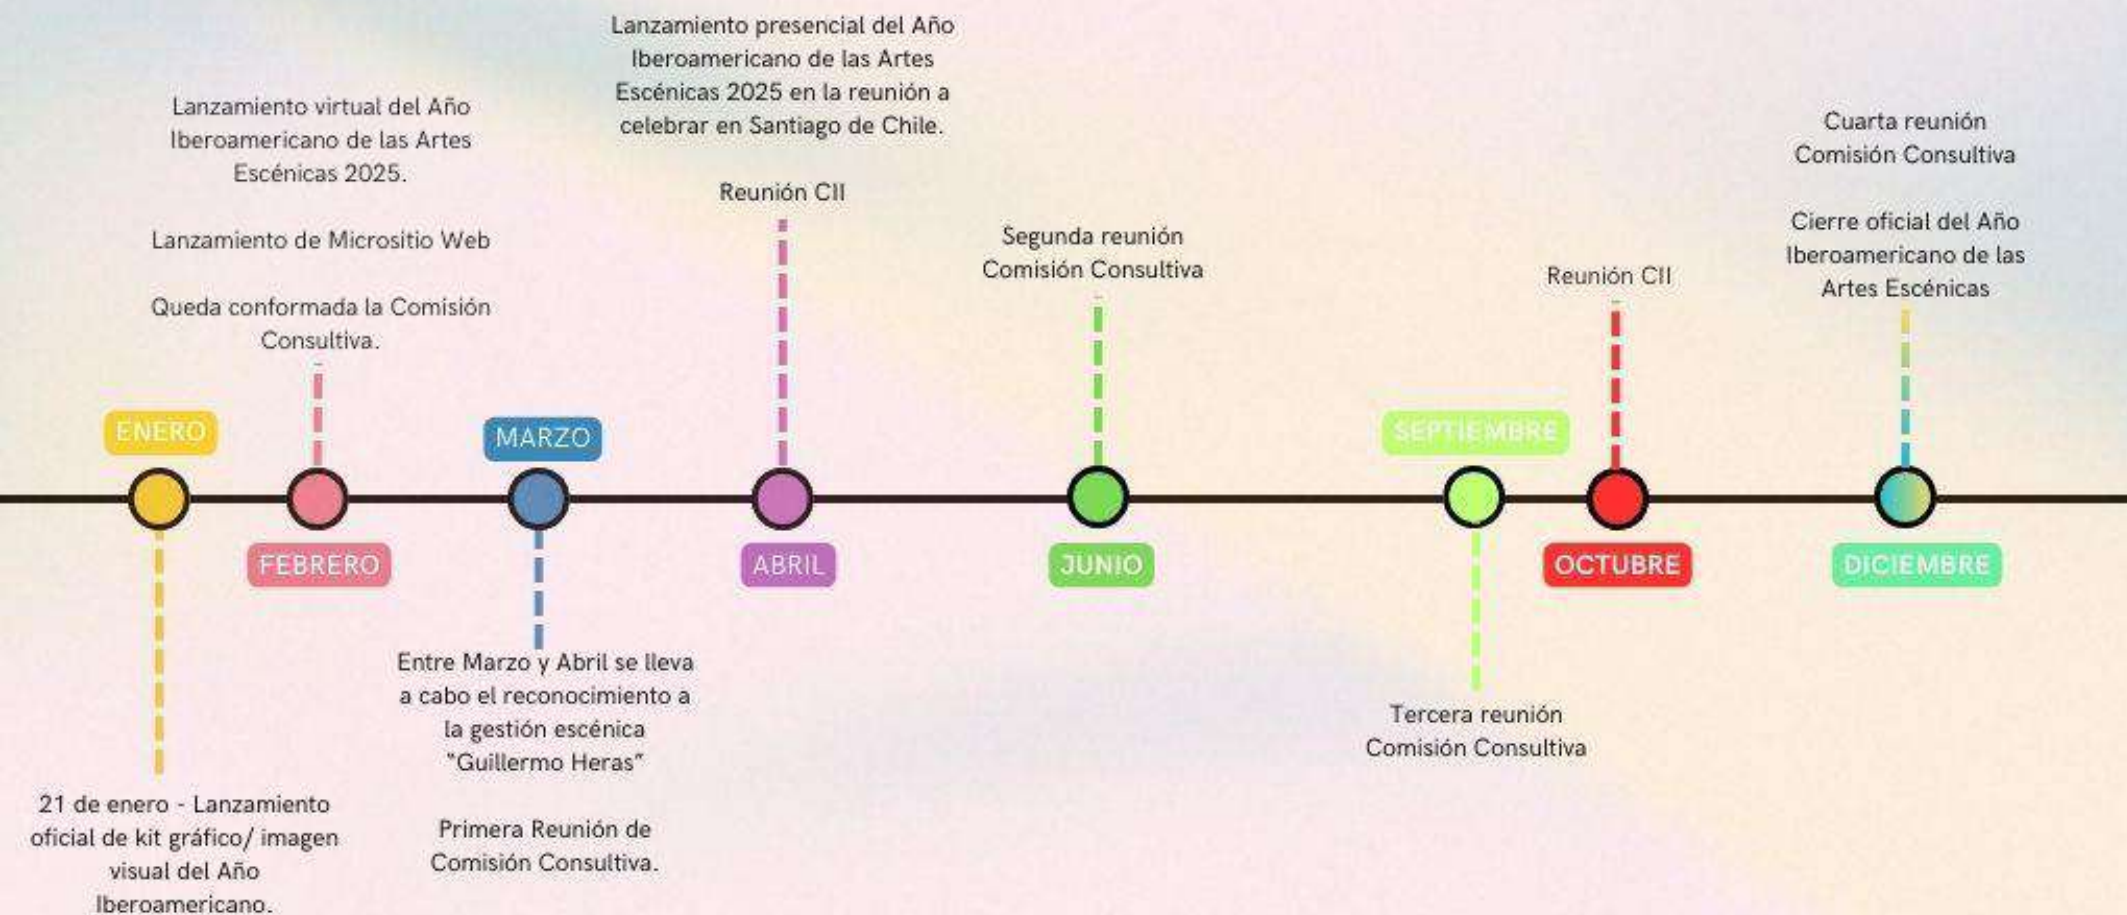 Lanzamiento virtual del Año
Iberoamericano de las Artes
Escénicas 2025.
Lanzamiento de Micrositio Web
Queda conformada la Comisión
Consultiva.
Lanzamiento presencial del Año
Iberoamericano de las Artes
Escénicas 2025 en la reunión a
celebrar en Santiago de Chile.
Reunión CII
Segunda reunión
Comisión Consultiva
Reunión CII
Cuarta reunión
Comisión Consultiva
Cierre oficial del Año
Iberoamericano de las
Artes Escénicas
ENERO
MARZO
SEPTIEMBRE
FEBRERO
ABRIL
JUNIO
OCTUBRE
DICIEMBRE
21 de enero - Lanzamiento
oficial de kit gráfico/ imagen
visual del Año
Iberoamericano.
Entre Marzo y Abril se lleva
a cabo el reconocimiento a
la gestión escénica
"Guillermo Heras"
Primera Reunión de
Comisión Consultiva.
Tercera reunión
Comisión Consultiva